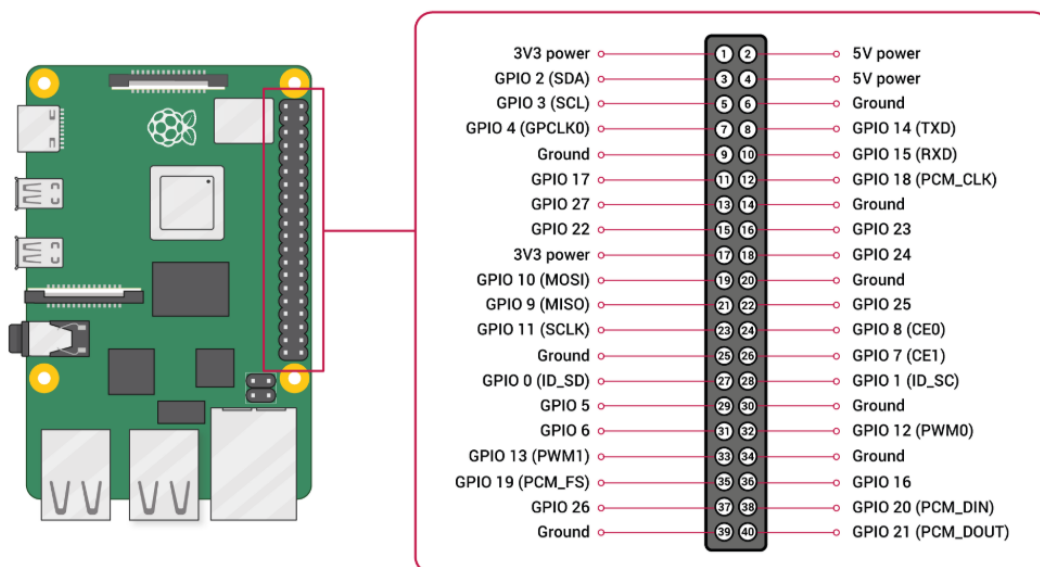 3V3 power 1 2 5V power
GPIO 2 (SDA) 3 4 5V power
GPIO 3 (SCL) 5 6 Ground
GPIO 4 (GPCLK0) 7 8 GPIO 14 (TXD)
Ground 9 10 GPIO 15 (RXD)
GPIO 17 11 12 GPIO 18 (PCM_CLK)
GPIO 27 13 14 Ground
GPIO 22 15 16 GPIO 23
3V3 power 17 18 GPIO 24
GPIO 10 (MOSI) 19 20 Ground
GPIO 9 (MISO) 21 22 GPIO 25
GPIO 11 (SCLK) 23 24 GPIO 8 (CE0)
Ground 25 26 GPIO 7 (CE1)
GPIO 0 (ID_SD) 27 28 GPIO 1 (ID_SC)
GPIO 5 29 30 Ground
GPIO 6 31 32 GPIO 12 (PWM0)
GPIO 13 (PWM1) 33 34 Ground
GPIO 19 (PCM_FS) 35 36 GPIO 16
GPIO 26 37 38 GPIO 20 (PCM_DIN)
Ground 39 40 GPIO 21 (PCM_DOUT)